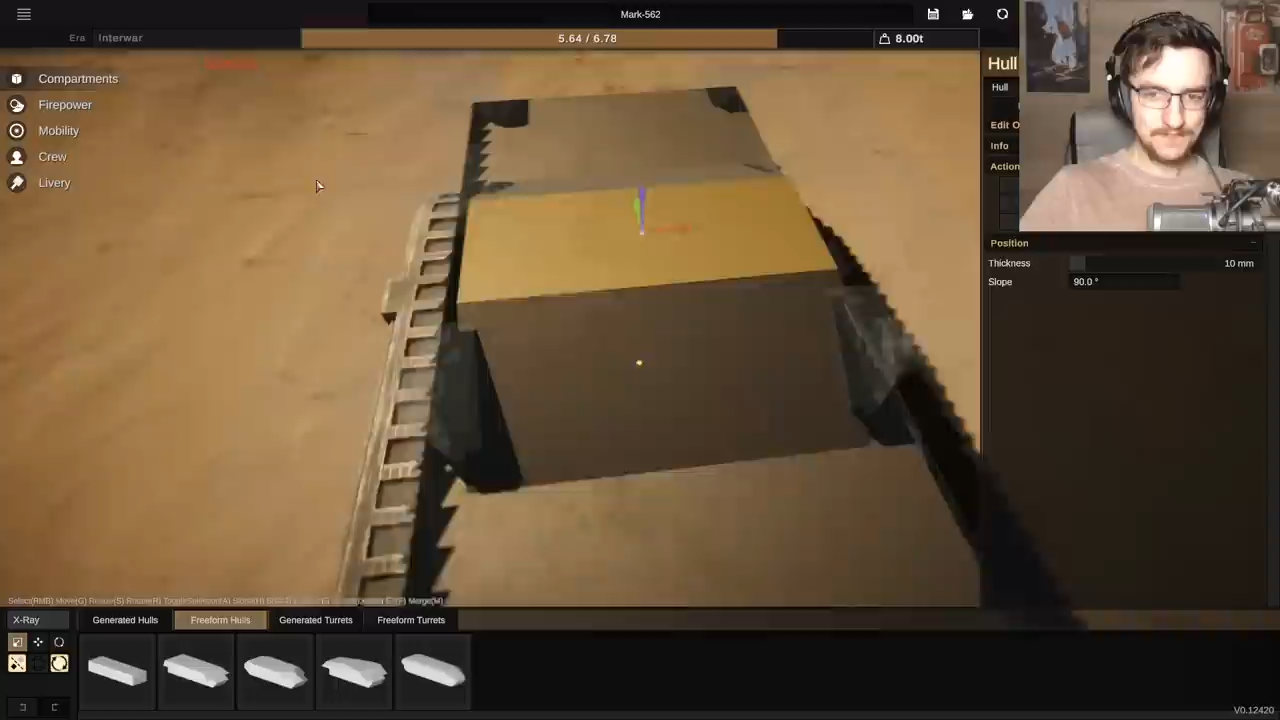 Mark-562
Era Interwar 5.64 / 6.78 8.00t
Hull
Compartments
Hull
Firepower
Edit O
Mobility
Info
Crew
Action
Livery
Position
Thickness 10 mm
Slope 90.0 °
X-Ray Generated Hulls Freeform Hulls Generated Turrets Freeform Turrets
V0.12420